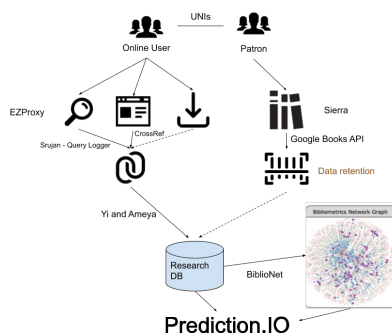 UNIs
Online User
Patron
EZProxy
Sierra
CrossRef
Google Books API
Srujan - Query Logger
Data retention
Yi and Ameya
Bibliometrics Network Graph
Research
DB
BiblioNet
Prediction.IO